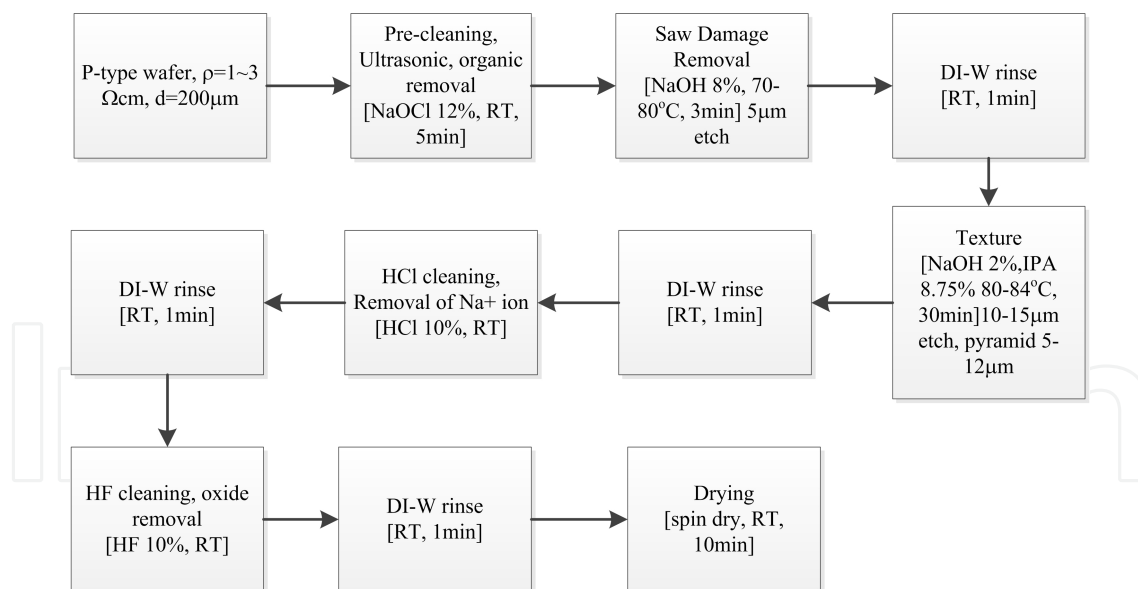 P-type wafer, ρ=1~3
Ωcm, d=200μm
Pre-cleaning,
Ultrasonic, organic
removal
[NaOCl 12%, RT,
5min]
Saw Damage
Removal
[NaOH 8%, 70-
80°C, 3min] 5μm
etch
DI-W rinse
[RT, 1min]
Texture
[NaOH 2%,IPA
8.75% 80-84°C,
30min]10-15μm
etch, pyramid 5-
12μm
DI-W rinse
[RT, 1min]
HCl cleaning,
Removal of Na+ ion
[HCl 10%, RT]
DI-W rinse
[RT, 1min]
HF cleaning, oxide
removal
[HF 10%, RT]
DI-W rinse
[RT, 1min]
Drying
[spin dry, RT,
10min]